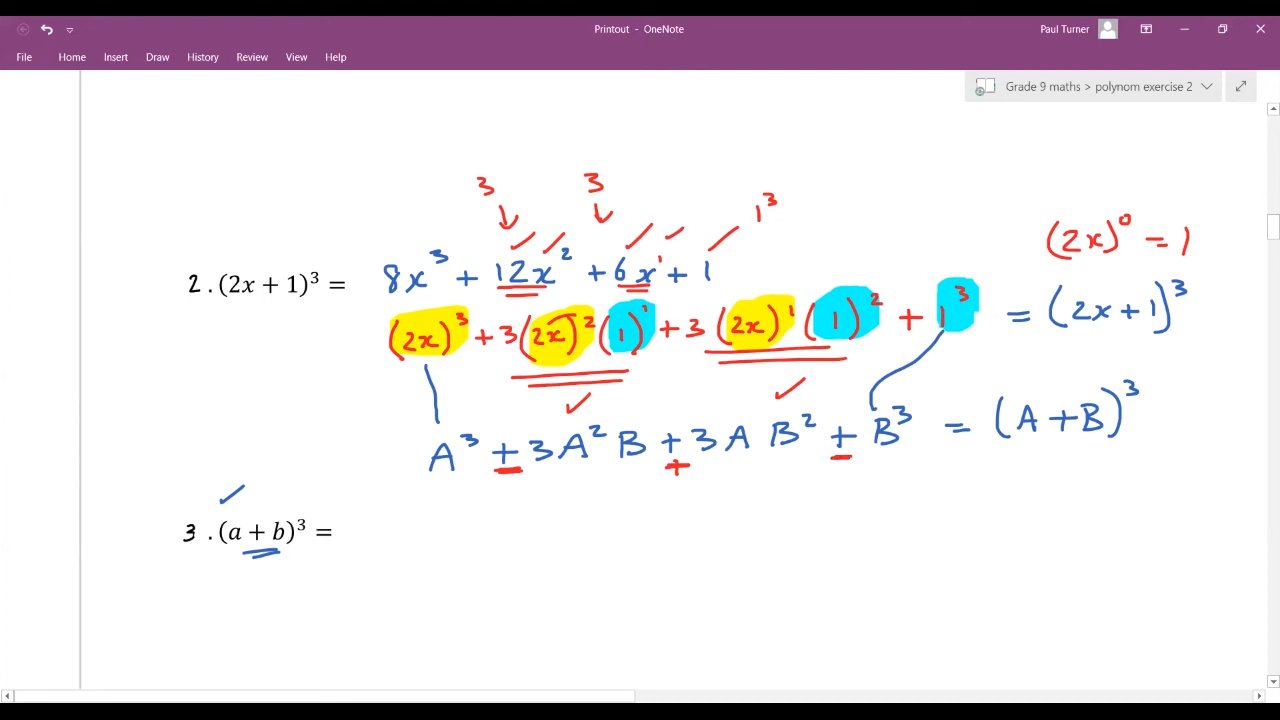 Printout - OneNote
Paul Turner
File Home Insert Draw History Review View Help
Grade 9 maths > polynom exercise 2
3 3 1³
(2x)⁰ = 1
2 . (2x + 1)³ = 8x³ + 12x² + 6x¹ + 1
(2x)³ + 3(2x)²(1)¹ + 3(2x)¹(1)² + 1³ = (2x+1)³
A³ + 3A²B + 3AB² + B³ = (A+B)³
+
3 . (a + b)³ =